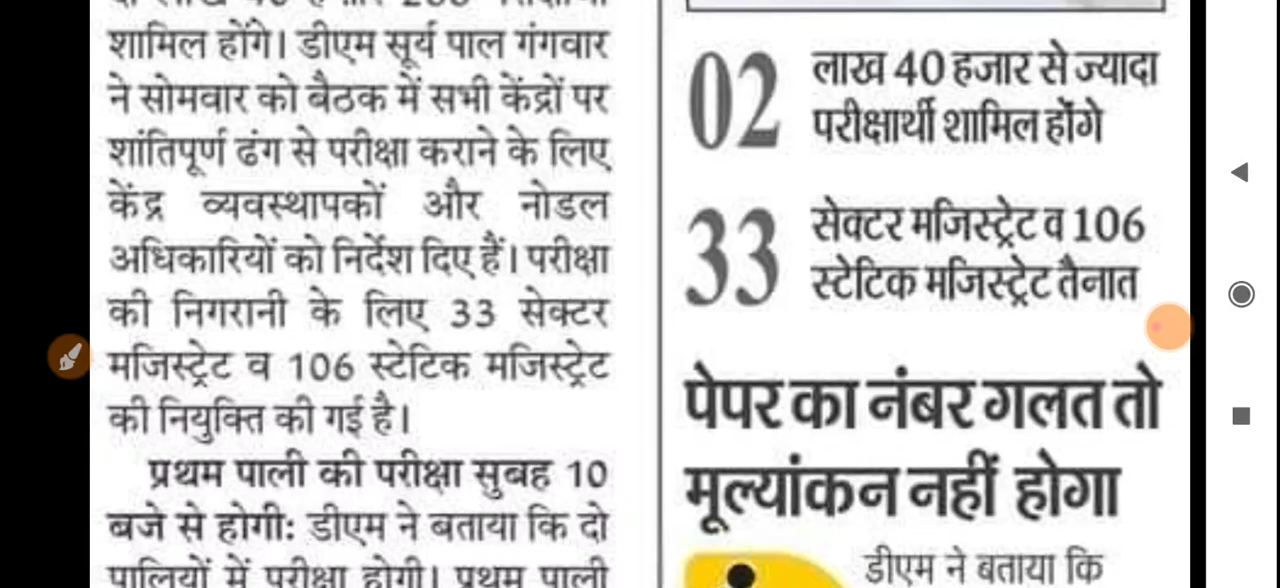 शामिल होंगे। डीएम सूर्य पाल गंगवार
ने सोमवार को बैठक में सभी केंद्रों पर
शांतिपूर्ण ढंग से परीक्षा कराने के लिए
केंद्र व्यवस्थापकों और नोडल
अधिकारियों को निर्देश दिए हैं। परीक्षा
की निगरानी के लिए 33 सेक्टर
मजिस्ट्रेट व 106 स्टेटिक मजिस्ट्रेट
की नियुक्ति की गई है।
प्रथम पाली की परीक्षा सुबह 10
बजे से होगी: डीएम ने बताया कि दो
पालियों में परीक्षा होगी। प्रथम पाली
02 लाख 40 हजार से ज्यादा
परीक्षार्थी शामिल होंगे
33 सेक्टर मजिस्ट्रेट व 106
स्टेटिक मजिस्ट्रेट तैनात
पेपर का नंबर गलत तो
मूल्यांकन नहीं होगा
डीएम ने बताया कि